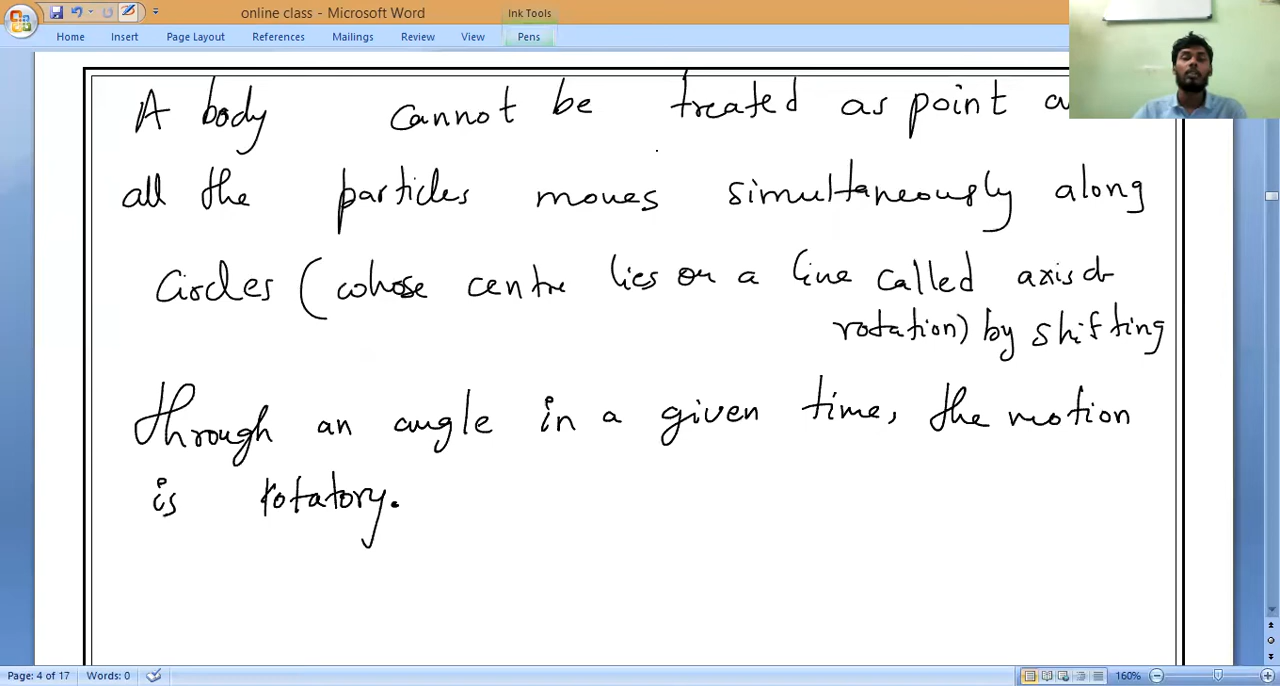 online class - Microsoft Word
Ink Tools
Home Insert Page Layout References Mailings Review View Pens
A body cannot be treated as point
all the particles moves simultaneously along
circles (whose centre lies on a line called axis of
rotation) by shifting
through an angle in a given time, the motion
is rotatory.
Page: 4 of 17 Words: 0 160%